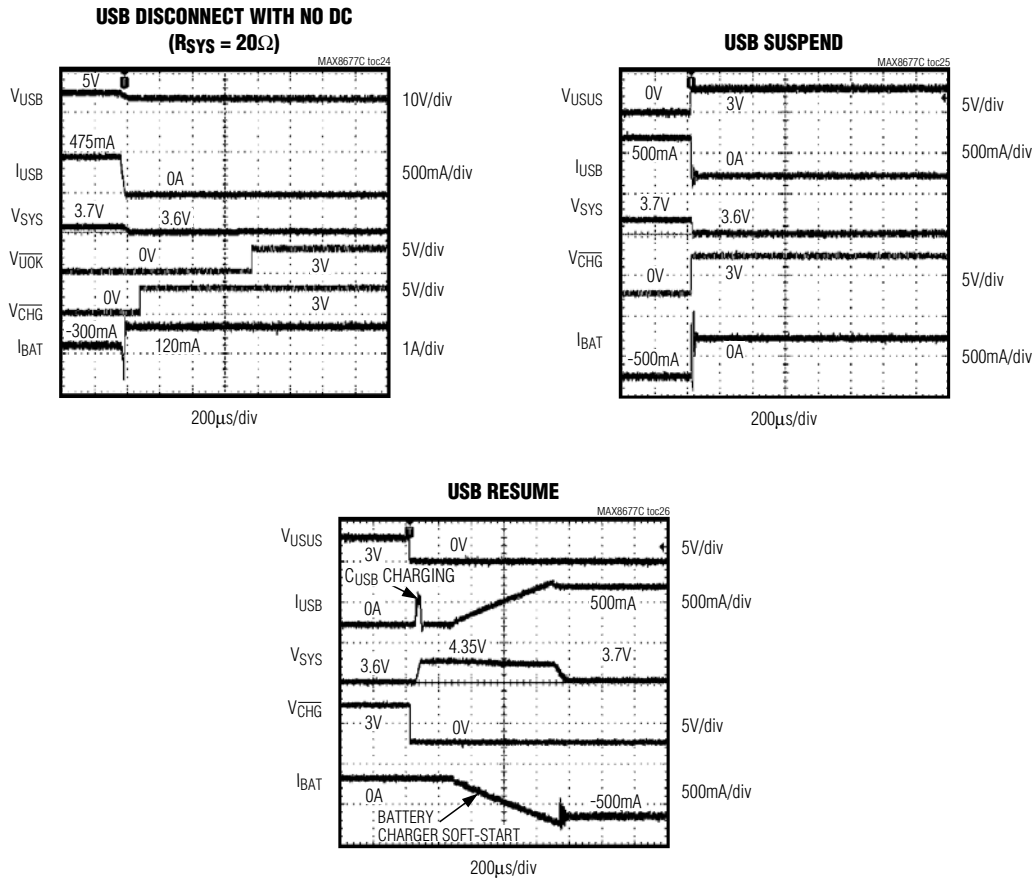 USB DISCONNECT WITH NO DC
(RSYS = 20Ω)
MAX8677C toc24
VUSB
5V
10V/div
475mA
IUSB
0A
500mA/div
VSYS
3.7V
3.6V
VUOK
0V
3V
5V/div
VCHG
0V
3V
5V/div
-300mA
IBAT
120mA
1A/div
200µs/div
USB SUSPEND
MAX8677C toc25
VUSUS
0V
3V
5V/div
500mA
IUSB
0A
500mA/div
VSYS
3.7V
3.6V
VCHG
0V
3V
5V/div
IBAT
-500mA
0A
500mA/div
200µs/div
USB RESUME
MAX8677C toc26
VUSUS
3V
0V
5V/div
CUSB CHARGING
IUSB
0A
500mA
500mA/div
VSYS
3.6V
4.35V
3.7V
VCHG
3V
0V
5V/div
IBAT
0A
BATTERY
CHARGER SOFT-START
-500mA
500mA/div
200µs/div